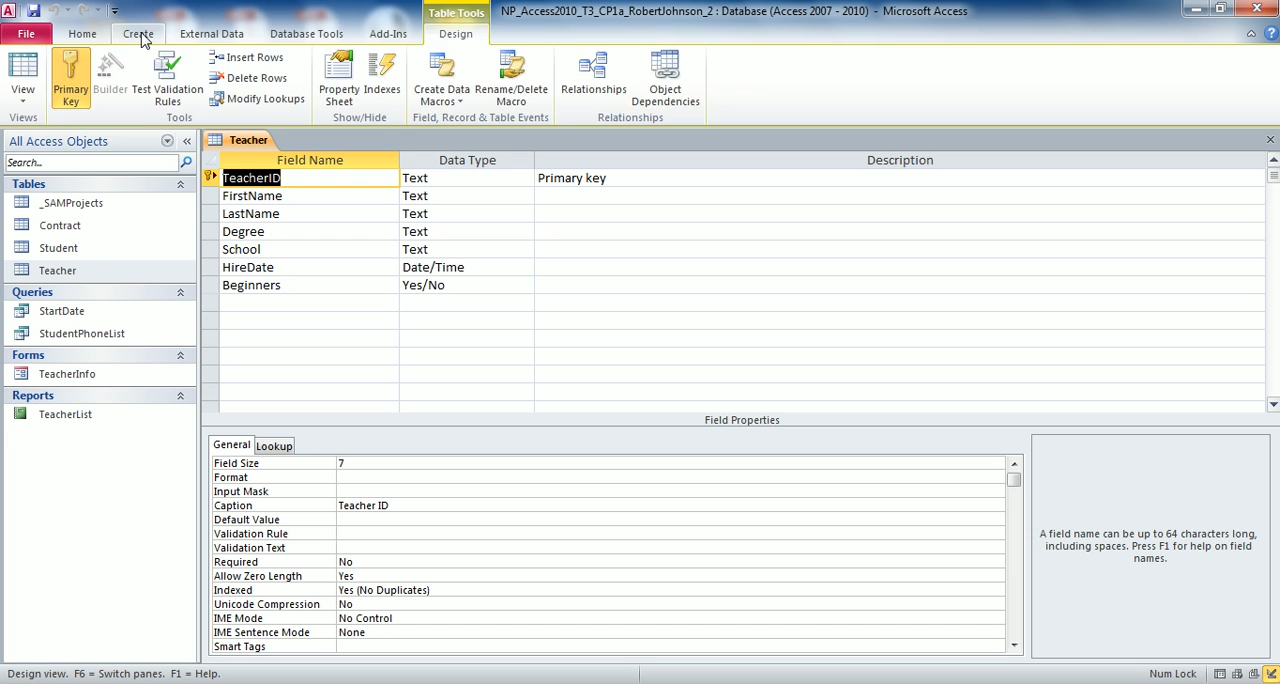 Table Tools
NP_Access2010_T3_CP1a_RobertJohnson_2 : Database (Access 2007 - 2010) - Microsoft Access
File Home Create External Data Database Tools Add-Ins Design
View
Primary Key
Builder
Test Validation Rules
Insert Rows
Delete Rows
Modify Lookups
Property Sheet
Indexes
Create Data Macros
Rename/Delete Macro
Relationships
Object Dependencies
Views Tools Show/Hide Field, Record & Table Events Relationships
All Access Objects
Search...
Tables
_SAMProjects
Contract
Student
Teacher
Queries
StartDate
StudentPhoneList
Forms
TeacherInfo
Reports
TeacherList
Teacher
Field Name Data Type Description
TeacherID Text Primary key
FirstName Text
LastName Text
Degree Text
School Text
HireDate Date/Time
Beginners Yes/No
Field Properties
General Lookup
Field Size 7
Format
Input Mask
Caption Teacher ID
Default Value
Validation Rule
Validation Text
Required No
Allow Zero Length Yes
Indexed Yes (No Duplicates)
Unicode Compression No
IME Mode No Control
IME Sentence Mode None
Smart Tags
A field name can be up to 64 characters long,
including spaces. Press F1 for help on field
names.
Design view. F6 = Switch panes. F1 = Help.
Num Lock